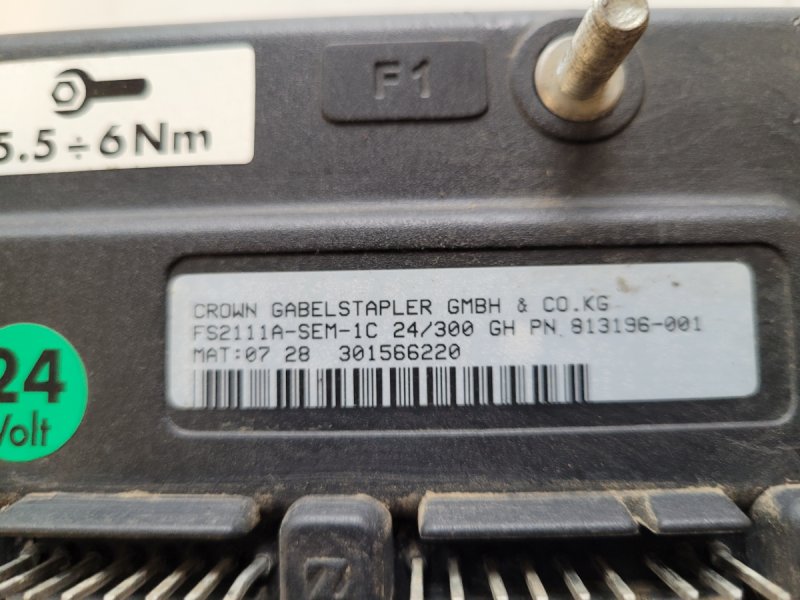 F1
5.5÷6Nm
CROWN GABELSTAPLER GMBH & CO.KG
FS2111A-SEM-1C 24/300 GH PN.813196-001
MAT:07 28 301566220
24
Volt